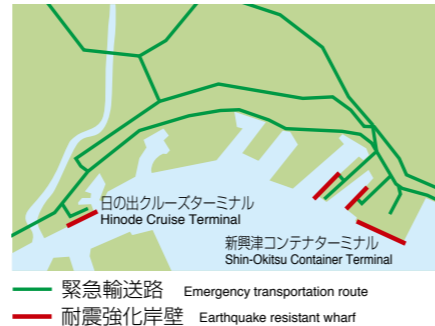 日の出クルーズターミナル
Hinode Cruise Terminal
新興津コンテナターミナル
Shin-Okitsu Container Terminal
緊急輸送路 Emergency transportation route
耐震強化岸壁 Earthquake resistant wharf